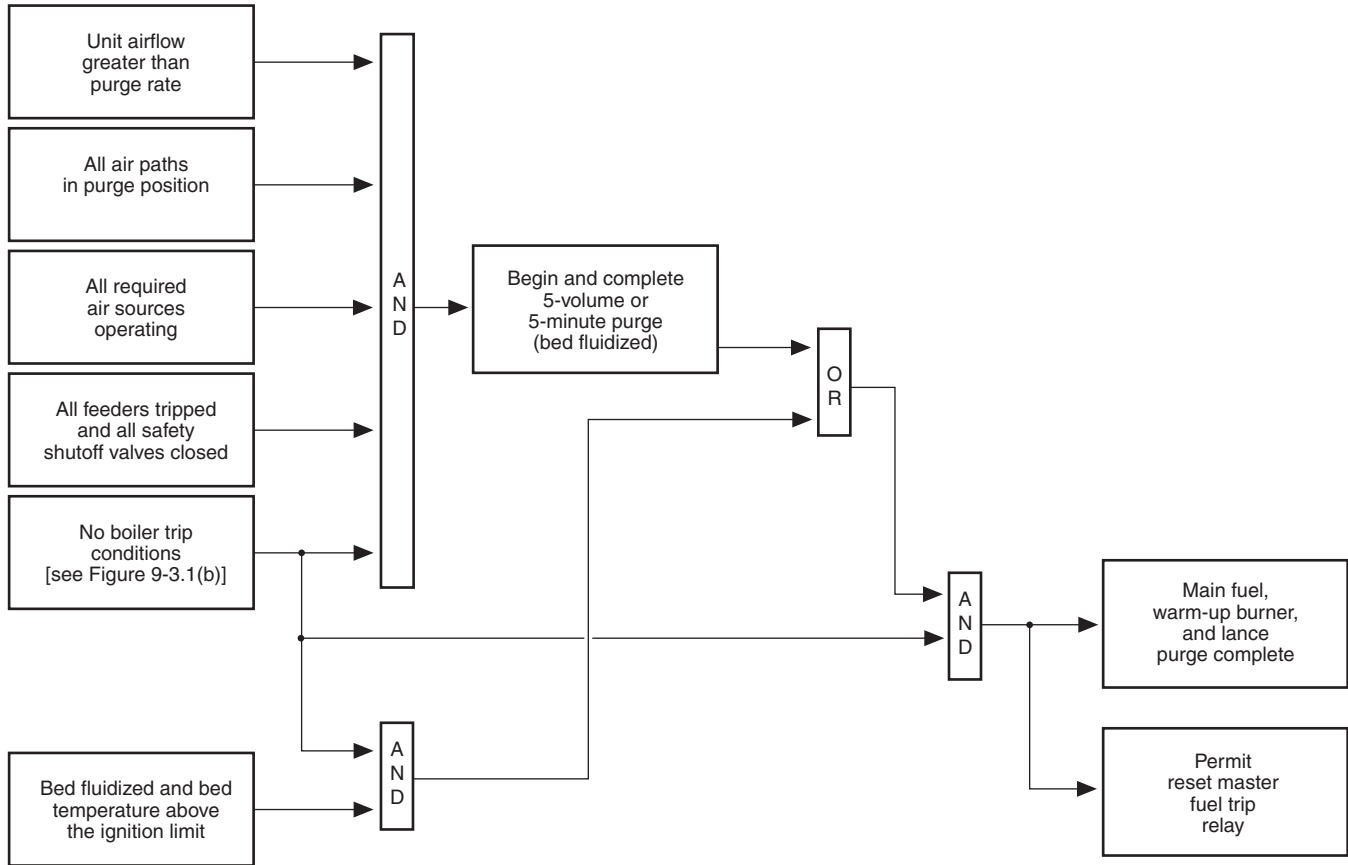 Unit airflow
greater than
purge rate
All air paths
in purge position
All required
air sources
operating
All feeders tripped
and all safety
shutoff valves closed
No boiler trip
conditions
[see Figure 9-3.1(b)]
Bed fluidized and bed
temperature above
the ignition limit
A
N
D
A
N
D
Begin and complete
5-volume or
5-minute purge
(bed fluidized)
O
R
A
N
D
Main fuel,
warm-up burner,
and lance
purge complete
Permit
reset master
fuel trip
relay